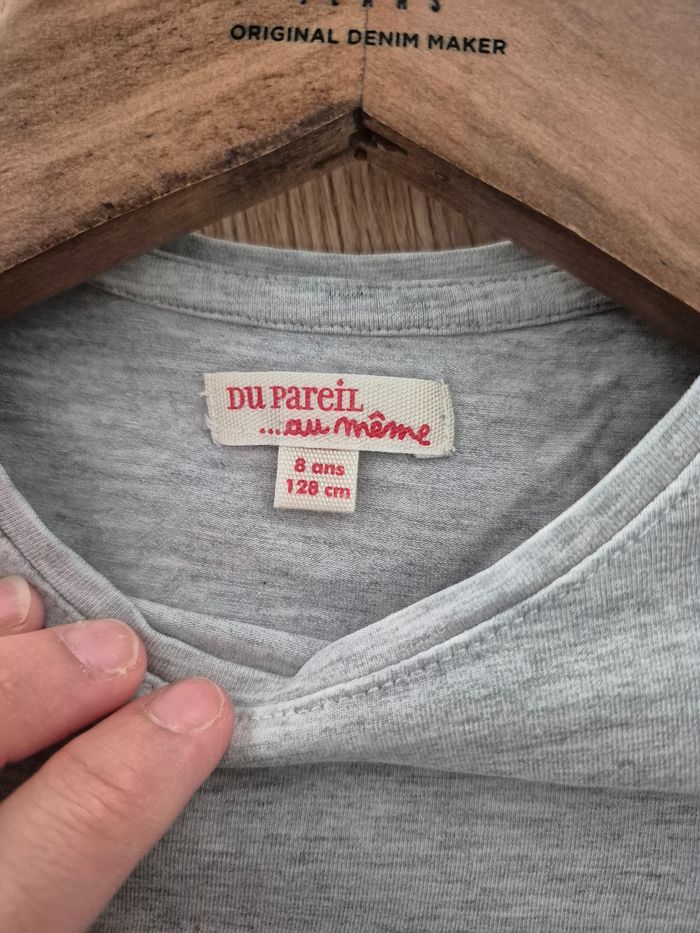 ORIGINAL DENIM MAKER
DU PAREIL
...au même
8 ans
128 cm